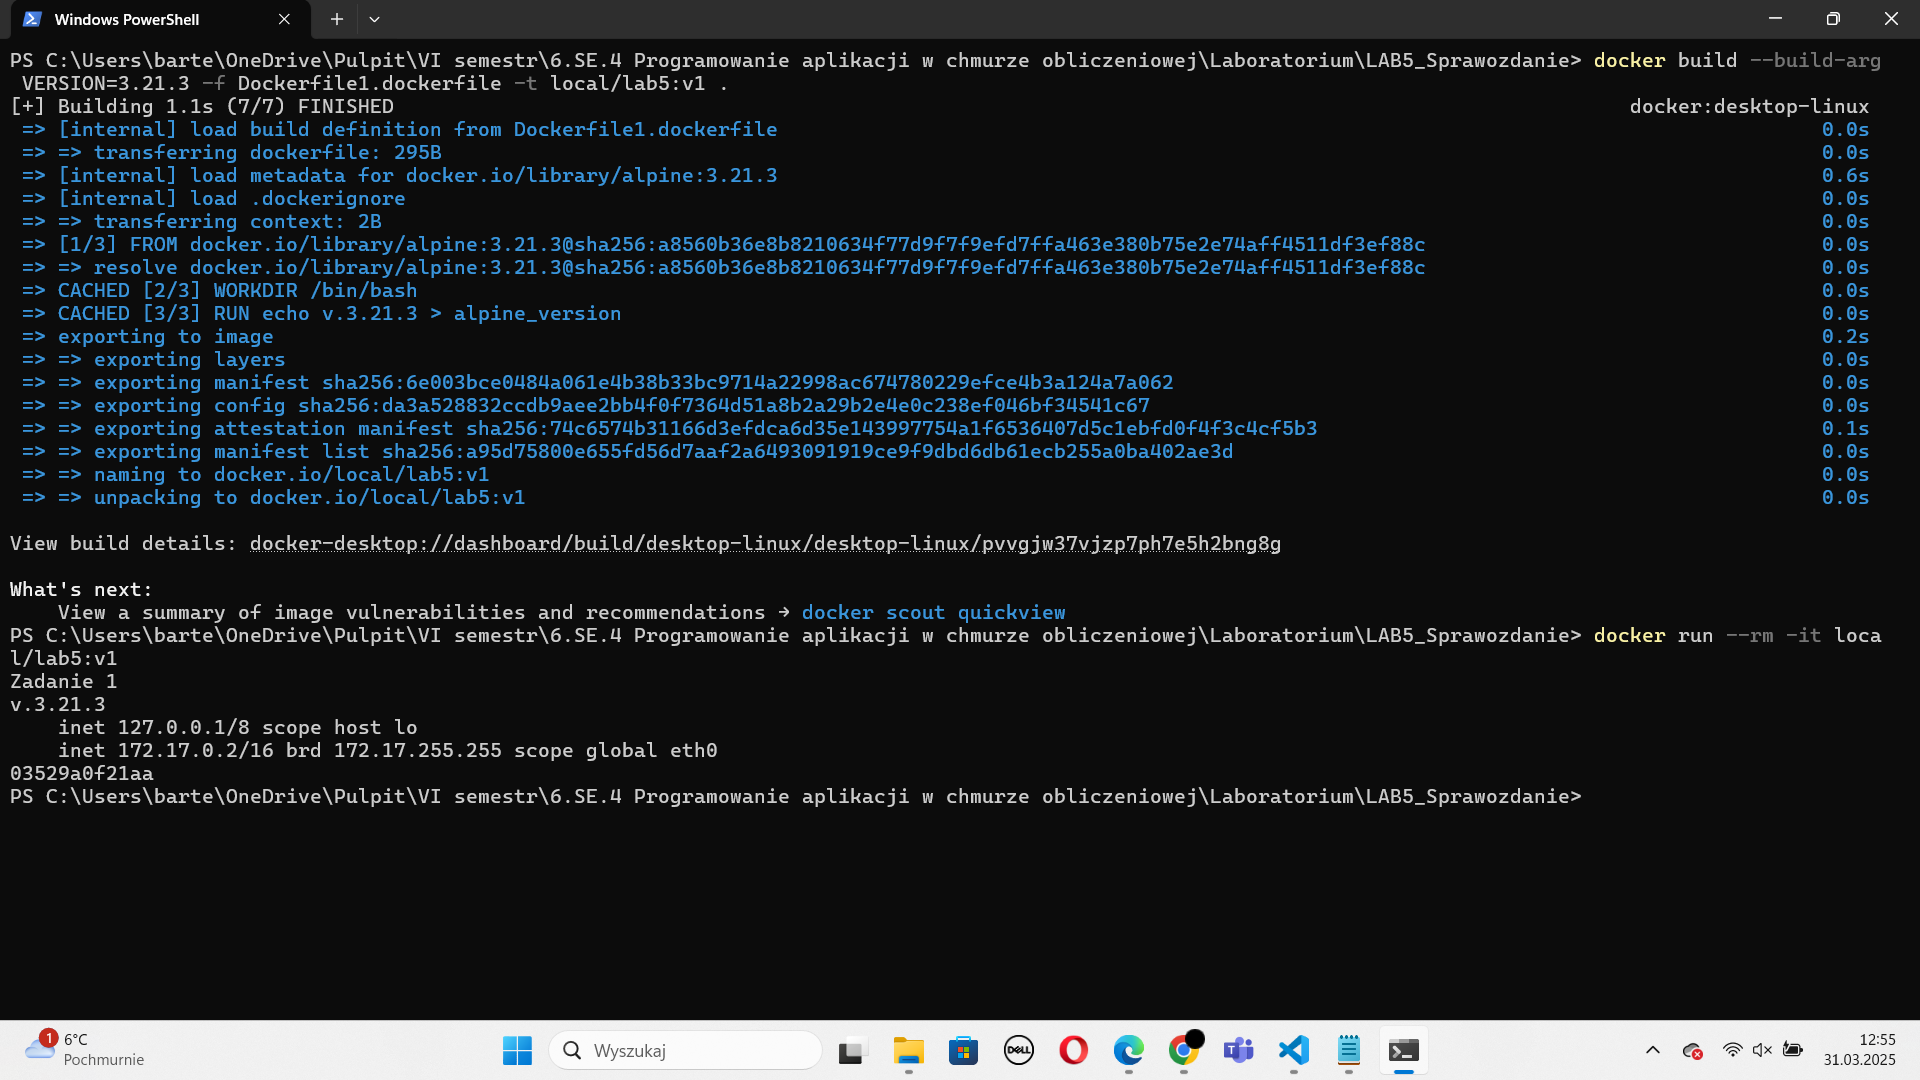 Windows PowerShell
PS C:\Users\barte\OneDrive\Pulpit\VI semestr\6.SE.4 Programowanie aplikacji w chmurze obliczeniowej\Laboratorium\LAB5_Sprawozdanie> docker build --build-arg
VERSION=3.21.3 -f Dockerfile1.dockerfile -t local/lab5:v1 .
[+] Building 1.1s (7/7) FINISHED docker:desktop-linux
=> [internal] load build definition from Dockerfile1.dockerfile 0.0s
=> => transferring dockerfile: 295B 0.0s
=> [internal] load metadata for docker.io/library/alpine:3.21.3 0.6s
=> [internal] load .dockerignore 0.0s
=> => transferring context: 2B 0.0s
=> [1/3] FROM docker.io/library/alpine:3.21.3@sha256:a8560b36e8b8210634f77d9f7f9efd7ffa463e380b75e2e74aff4511df3ef88c 0.0s
=> => resolve docker.io/library/alpine:3.21.3@sha256:a8560b36e8b8210634f77d9f7f9efd7ffa463e380b75e2e74aff4511df3ef88c 0.0s
=> CACHED [2/3] WORKDIR /bin/bash 0.0s
=> CACHED [3/3] RUN echo v.3.21.3 > alpine_version 0.0s
=> exporting to image 0.2s
=> => exporting layers 0.0s
=> => exporting manifest sha256:6e003bce0484a061e4b38b33bc9714a22998ac674780229efce4b3a124a7a062 0.0s
=> => exporting config sha256:da3a528832ccdb9aee2bb4f0f7364d51a8b2a29b2e4e0c238ef046bf34541c67 0.0s
=> => exporting attestation manifest sha256:74c6574b31166d3efdca6d35e143997754a1f6536407d5c1ebfd0f4f3c4cf5b3 0.1s
=> => exporting manifest list sha256:a95d75800e655fd56d7aaf2a6493091919ce9f9dbd6db61ecb255a0ba402ae3d 0.0s
=> => naming to docker.io/local/lab5:v1 0.0s
=> => unpacking to docker.io/local/lab5:v1 0.0s
View build details: docker-desktop://dashboard/build/desktop-linux/desktop-linux/pvvgjw37vjzp7ph7e5h2bng8g
What's next:
View a summary of image vulnerabilities and recommendations → docker scout quickview
PS C:\Users\barte\OneDrive\Pulpit\VI semestr\6.SE.4 Programowanie aplikacji w chmurze obliczeniowej\Laboratorium\LAB5_Sprawozdanie> docker run --rm -it loca
l/lab5:v1
Zadanie 1
v.3.21.3
inet 127.0.0.1/8 scope host lo
inet 172.17.0.2/16 brd 172.17.255.255 scope global eth0
03529a0f21aa
PS C:\Users\barte\OneDrive\Pulpit\VI semestr\6.SE.4 Programowanie aplikacji w chmurze obliczeniowej\Laboratorium\LAB5_Sprawozdanie>
1
6°C
Pochmurnie
Wyszukaj
DELL
T
12:55
31.03.2025